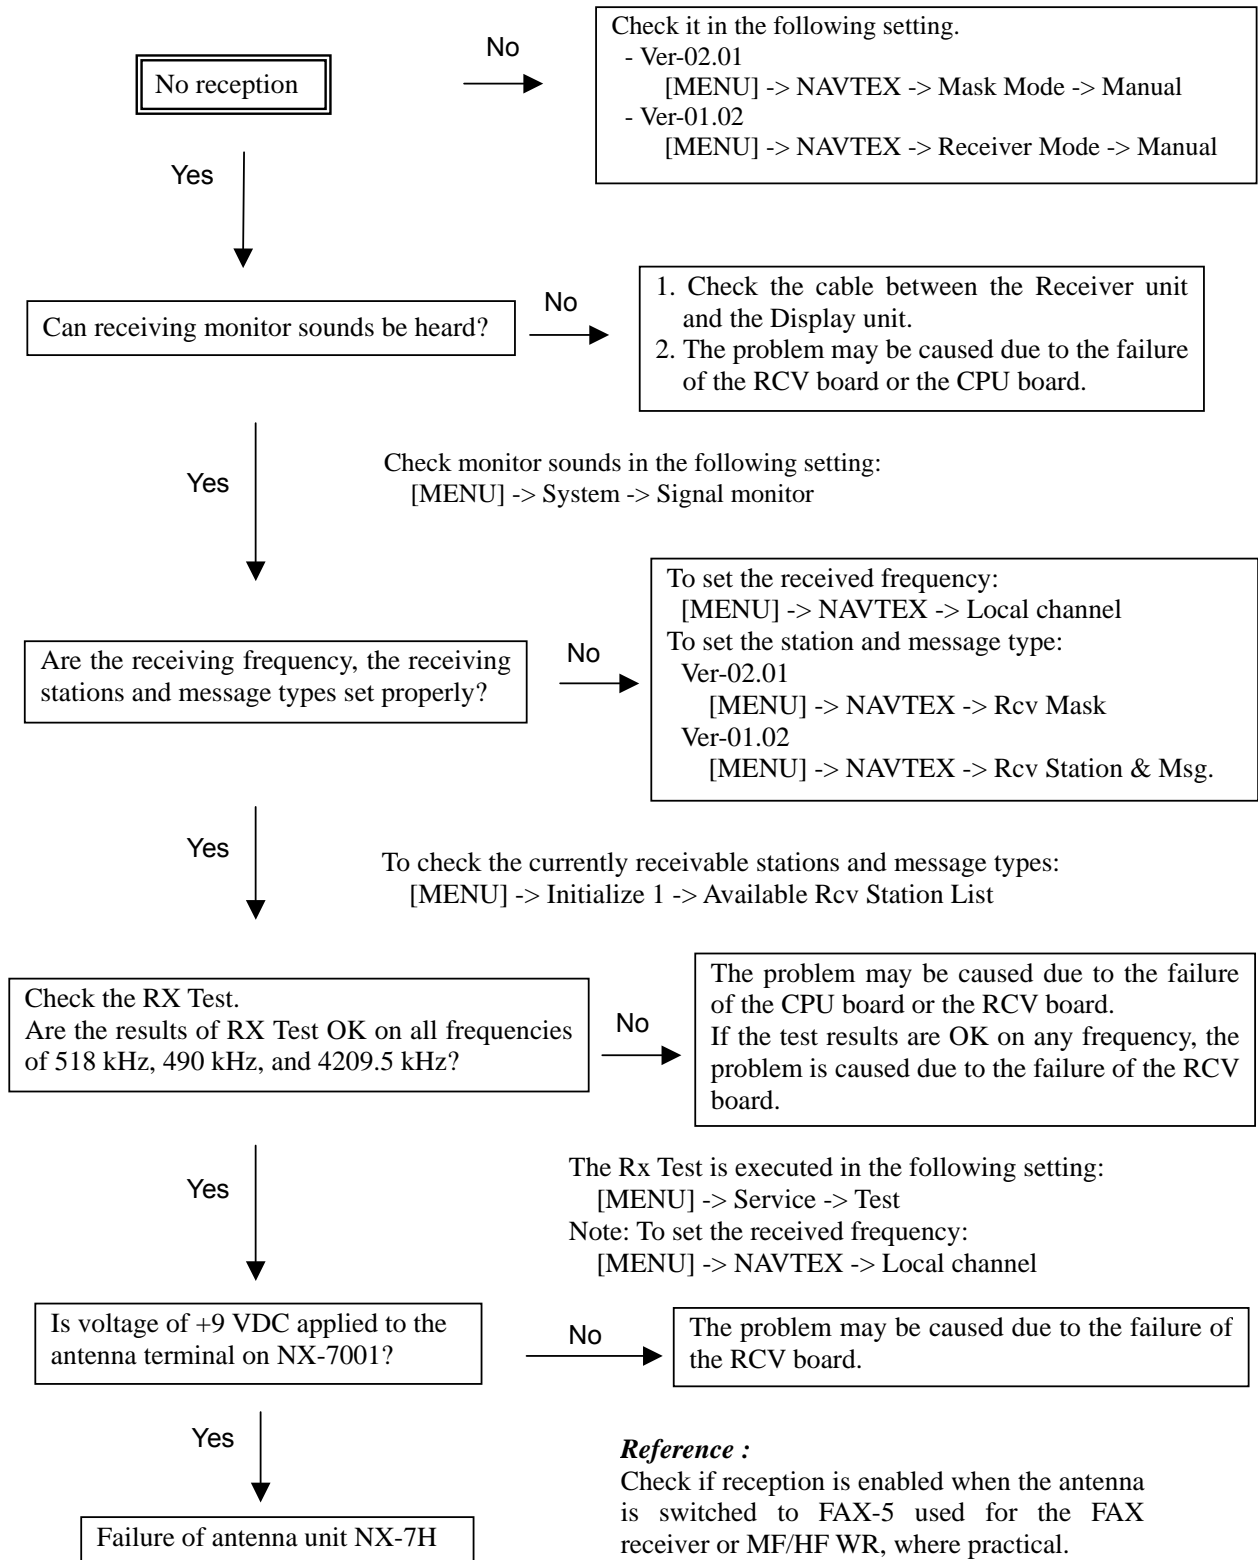 No reception
No
Check it in the following setting.
- Ver-02.01
[MENU] -> NAVTEX -> Mask Mode -> Manual
- Ver-01.02
[MENU] -> NAVTEX -> Receiver Mode -> Manual
Yes
Can receiving monitor sounds be heard?
No
1. Check the cable between the Receiver unit
and the Display unit.
2. The problem may be caused due to the failure
of the RCV board or the CPU board.
Yes
Check monitor sounds in the following setting:
[MENU] -> System -> Signal monitor
Are the receiving frequency, the receiving
stations and message types set properly?
No
To set the received frequency:
[MENU] -> NAVTEX -> Local channel
To set the station and message type:
Ver-02.01
[MENU] -> NAVTEX -> Rcv Mask
Ver-01.02
[MENU] -> NAVTEX -> Rcv Station & Msg.
Yes
To check the currently receivable stations and message types:
[MENU] -> Initialize 1 -> Available Rcv Station List
Check the RX Test.
Are the results of RX Test OK on all frequencies
of 518 kHz, 490 kHz, and 4209.5 kHz?
No
The problem may be caused due to the failure
of the CPU board or the RCV board.
If the test results are OK on any frequency, the
problem is caused due to the failure of the RCV
board.
Yes
The Rx Test is executed in the following setting:
[MENU] -> Service -> Test
Note: To set the received frequency:
[MENU] -> NAVTEX -> Local channel
Is voltage of +9 VDC applied to the
antenna terminal on NX-7001?
No
The problem may be caused due to the failure of
the RCV board.
Yes
Failure of antenna unit NX-7H
Reference :
Check if reception is enabled when the antenna
is switched to FAX-5 used for the FAX
receiver or MF/HF WR, where practical.